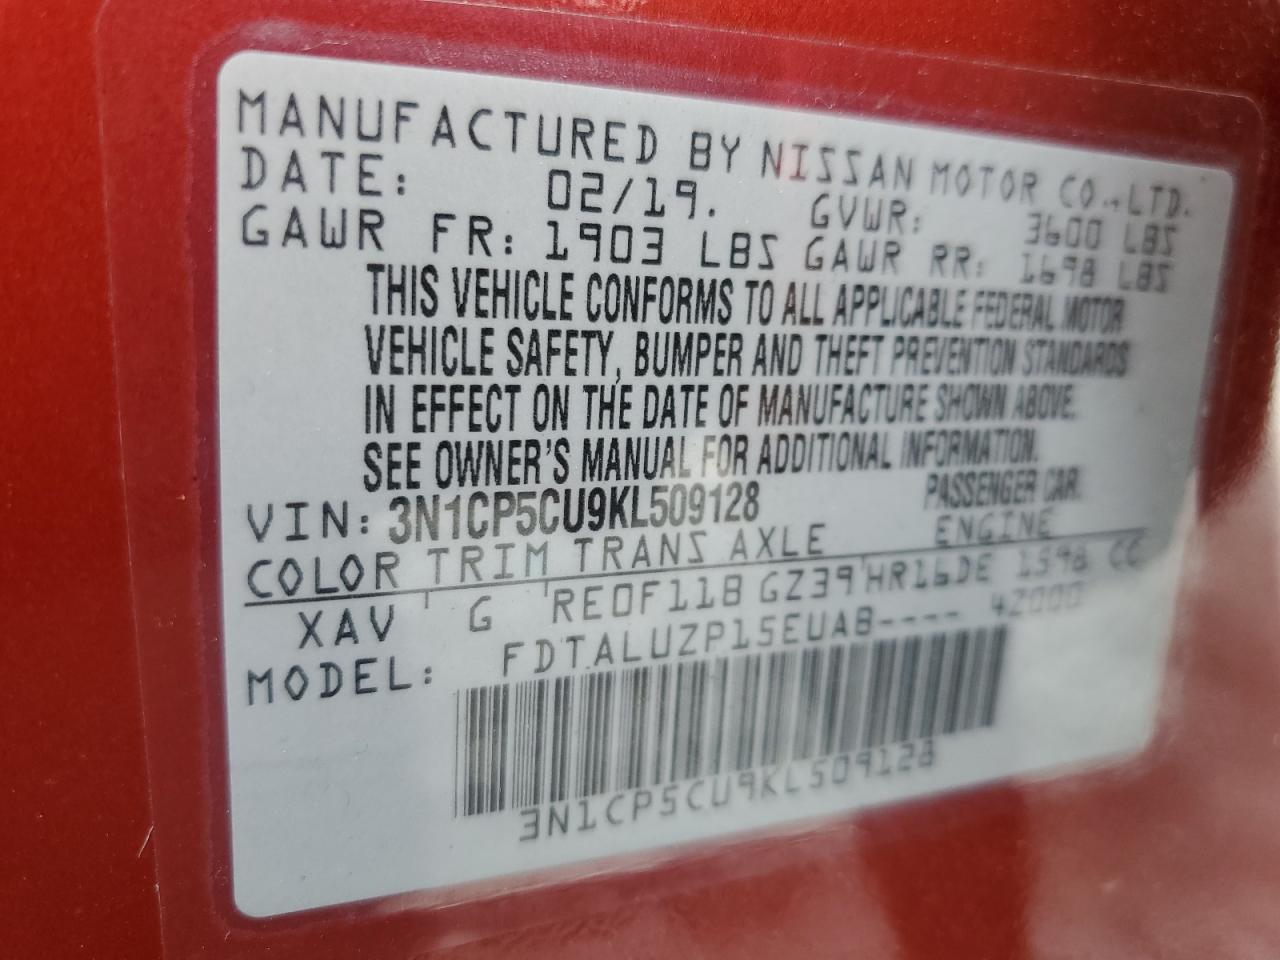 MANUFACTURED BY NISSAN MOTOR CO.,LTD.
DATE: 02/19. GVWR: 3600 LBS
GAWR FR: 1903 LBS GAWR RR: 1698 LBS
THIS VEHICLE CONFORMS TO ALL APPLICABLE FEDERAL MOTOR
VEHICLE SAFETY, BUMPER AND THEFT PREVENTION STANDARDS
IN EFFECT ON THE DATE OF MANUFACTURE SHOWN ABOVE.
SEE OWNER'S MANUAL FOR ADDITIONAL INFORMATION.
VIN: 3N1CP5CU9KL509128 PASSENGER CAR.
COLOR TRIM TRANS AXLE ENGINE
XAV G RE0F11B GZ39 HR16DE 1598 CC
MODEL: FDTALUZP15EUAB---- 42000
3N1CP5CU9KL509128